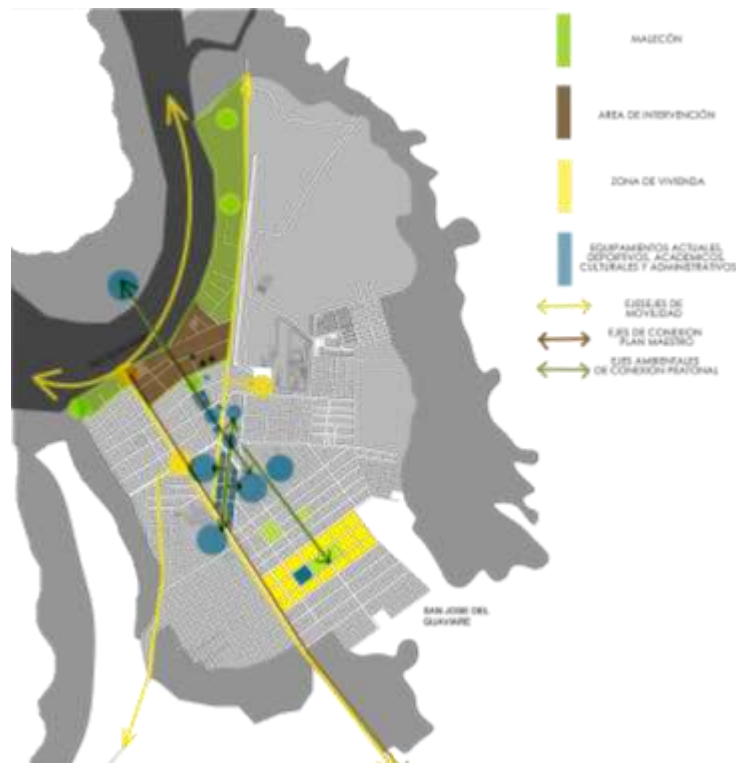 MALECÓN
AREA DE INTERVENCIÓN
ZONA DE VIVIENDA
EQUIPAMIENTOS ACTUALES,
DEPORTIVOS, ACADEMICOS,
CULTURALES Y ADMINISTRATIVOS
EJESEJES DE
MOVILIDAD
EJES DE CONEXION
PLAN MAESTRO
EJES AMBIENTALES
DE CONEXION PEATONAL
SAN JOSE DEL
GUAVIARE